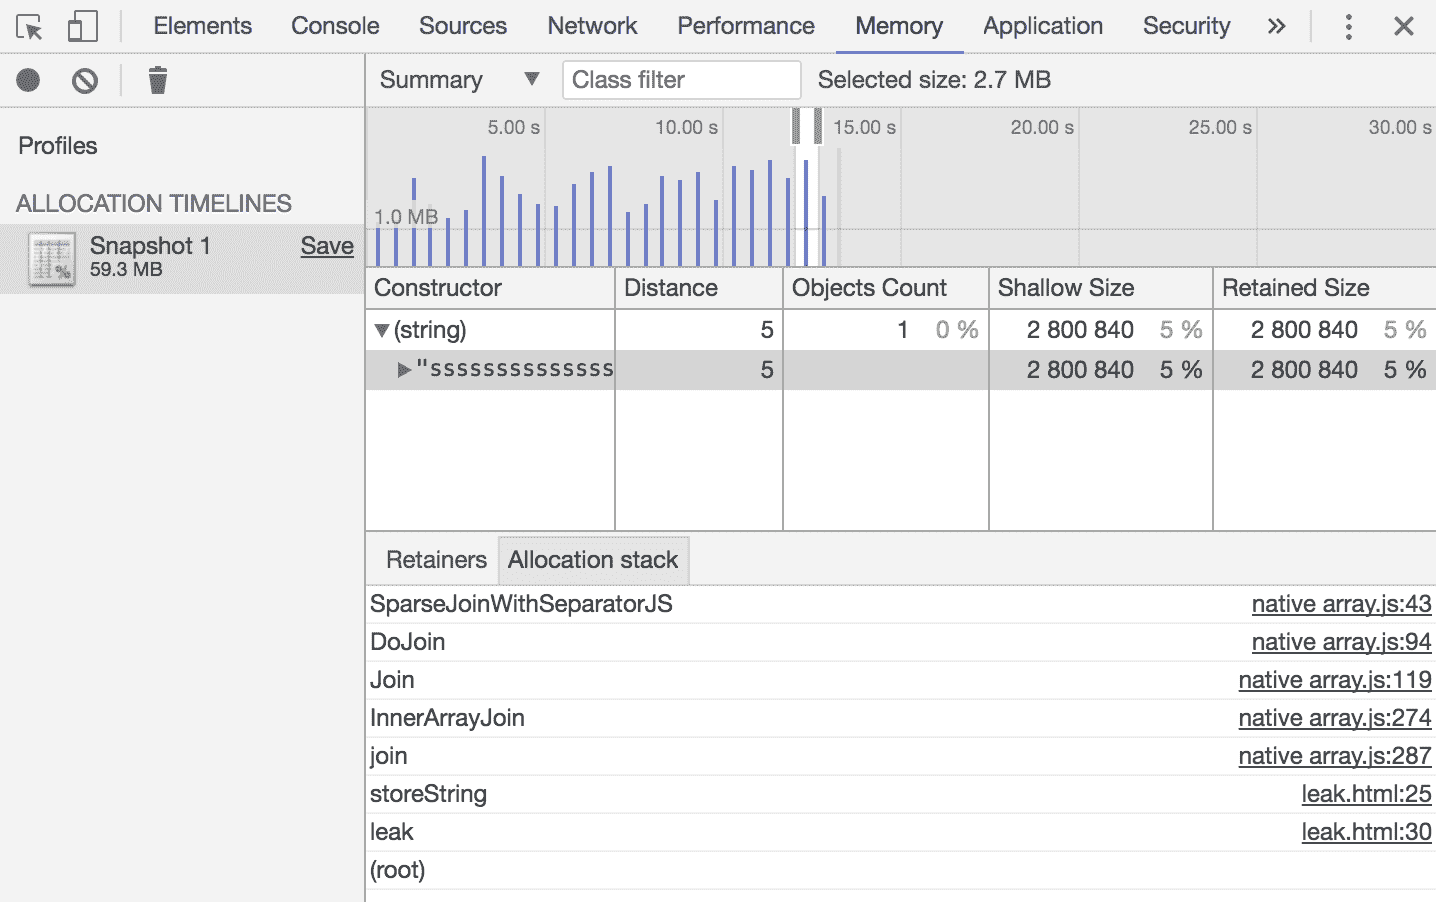 Elements Console Sources Network Performance Memory Application Security »
Summary Class filter Selected size: 2.7 MB
Profiles
5.00 s 10.00 s 15.00 s 20.00 s 25.00 s 30.00 s
1.0 MB
ALLOCATION TIMELINES
Snapshot 1 Save
59.3 MB
Constructor Distance Objects Count Shallow Size Retained Size
(string) 5 1 0 % 2 800 840 5 % 2 800 840 5 %
"ssssssssssssss 5 2 800 840 5 % 2 800 840 5 %
Retainers Allocation stack
SparseJoinWithSeparatorJS native array.js:43
DoJoin native array.js:94
Join native array.js:119
InnerArrayJoin native array.js:274
join native array.js:287
storeString leak.html:25
leak leak.html:30
(root)